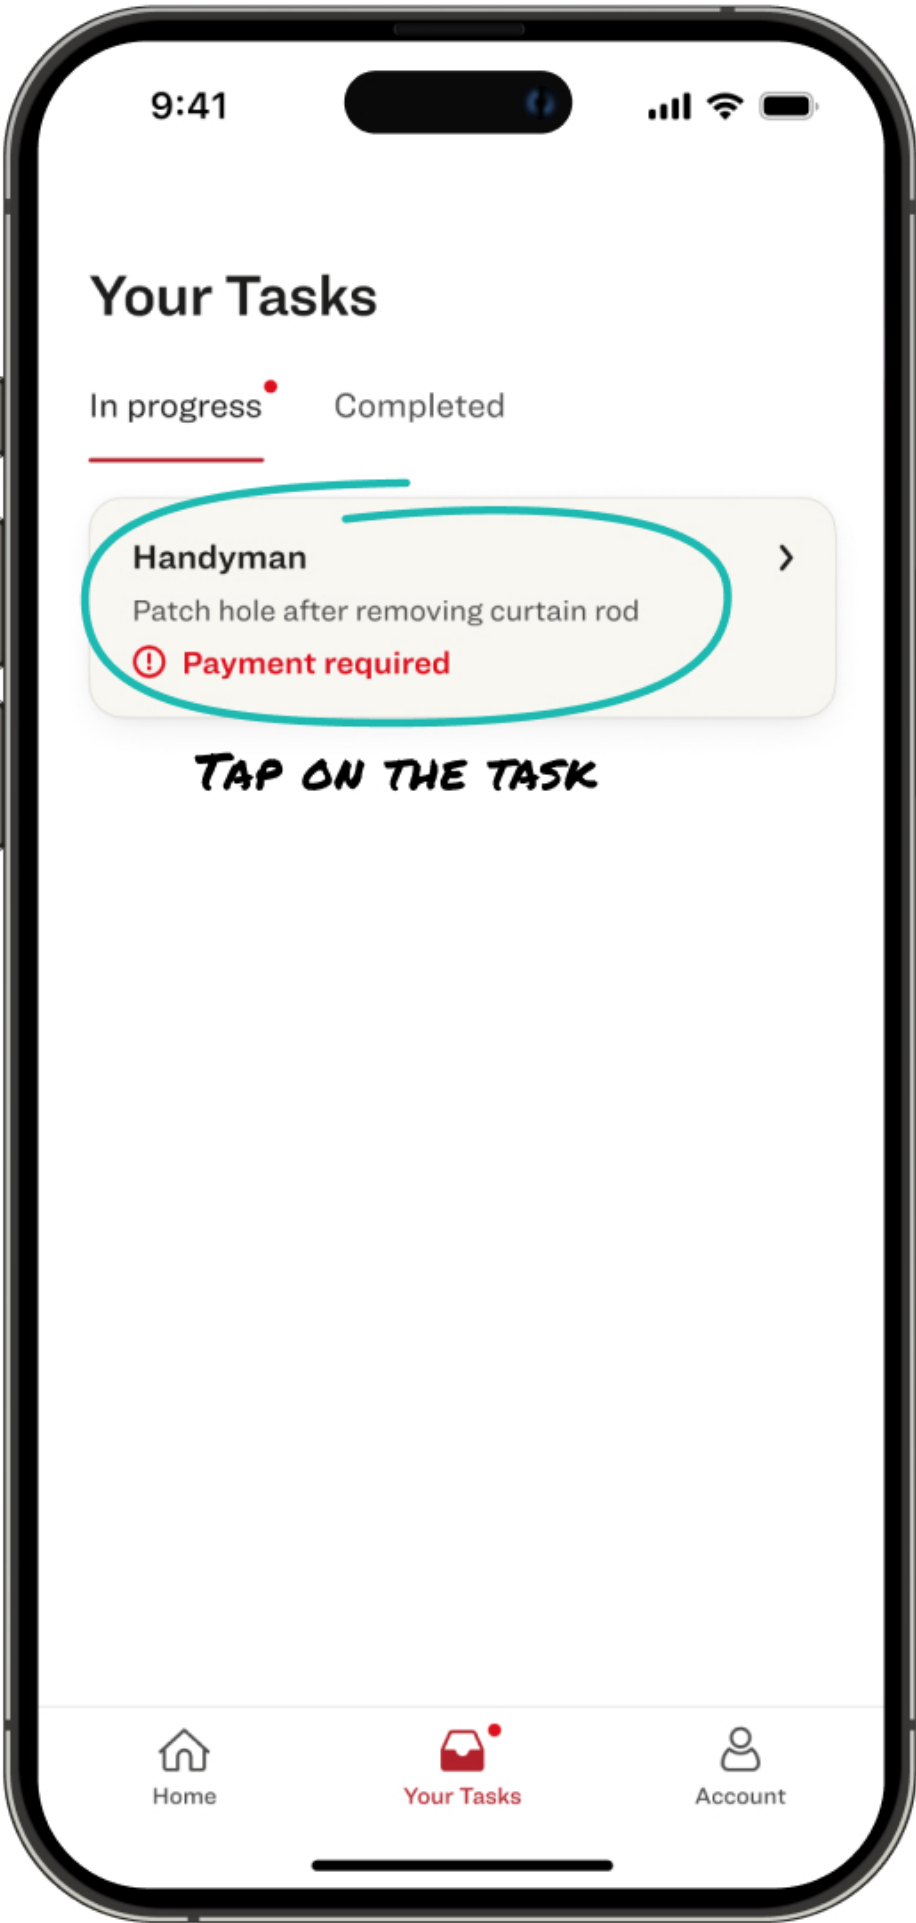 9:41
Your Tasks
In progress Completed
Handyman
Patch hole after removing curtain rod
Payment required
TAP ON THE TASK
Home Your Tasks Account